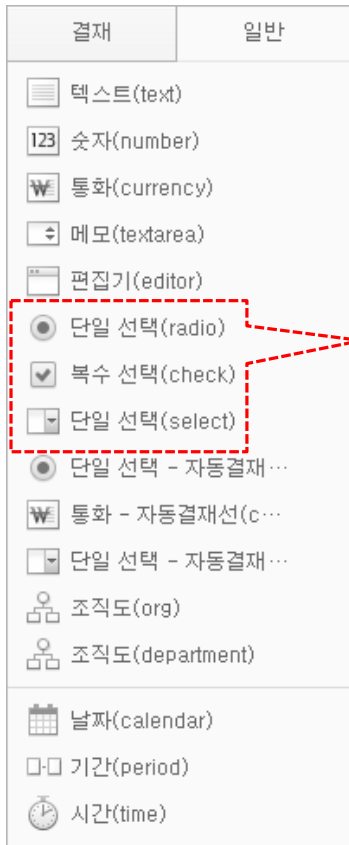 결재
일반
텍스트(text)
123 숫자(number)
₩ 통화(currency)
메모(textarea)
편집기(editor)
단일 선택(radio)
복수 선택(check)
단일 선택(select)
단일 선택 - 자동결재…
₩ 통화 - 자동결재선(c…
단일 선택 - 자동결재…
조직도(org)
조직도(department)
날짜(calendar)
기간(period)
시간(time)